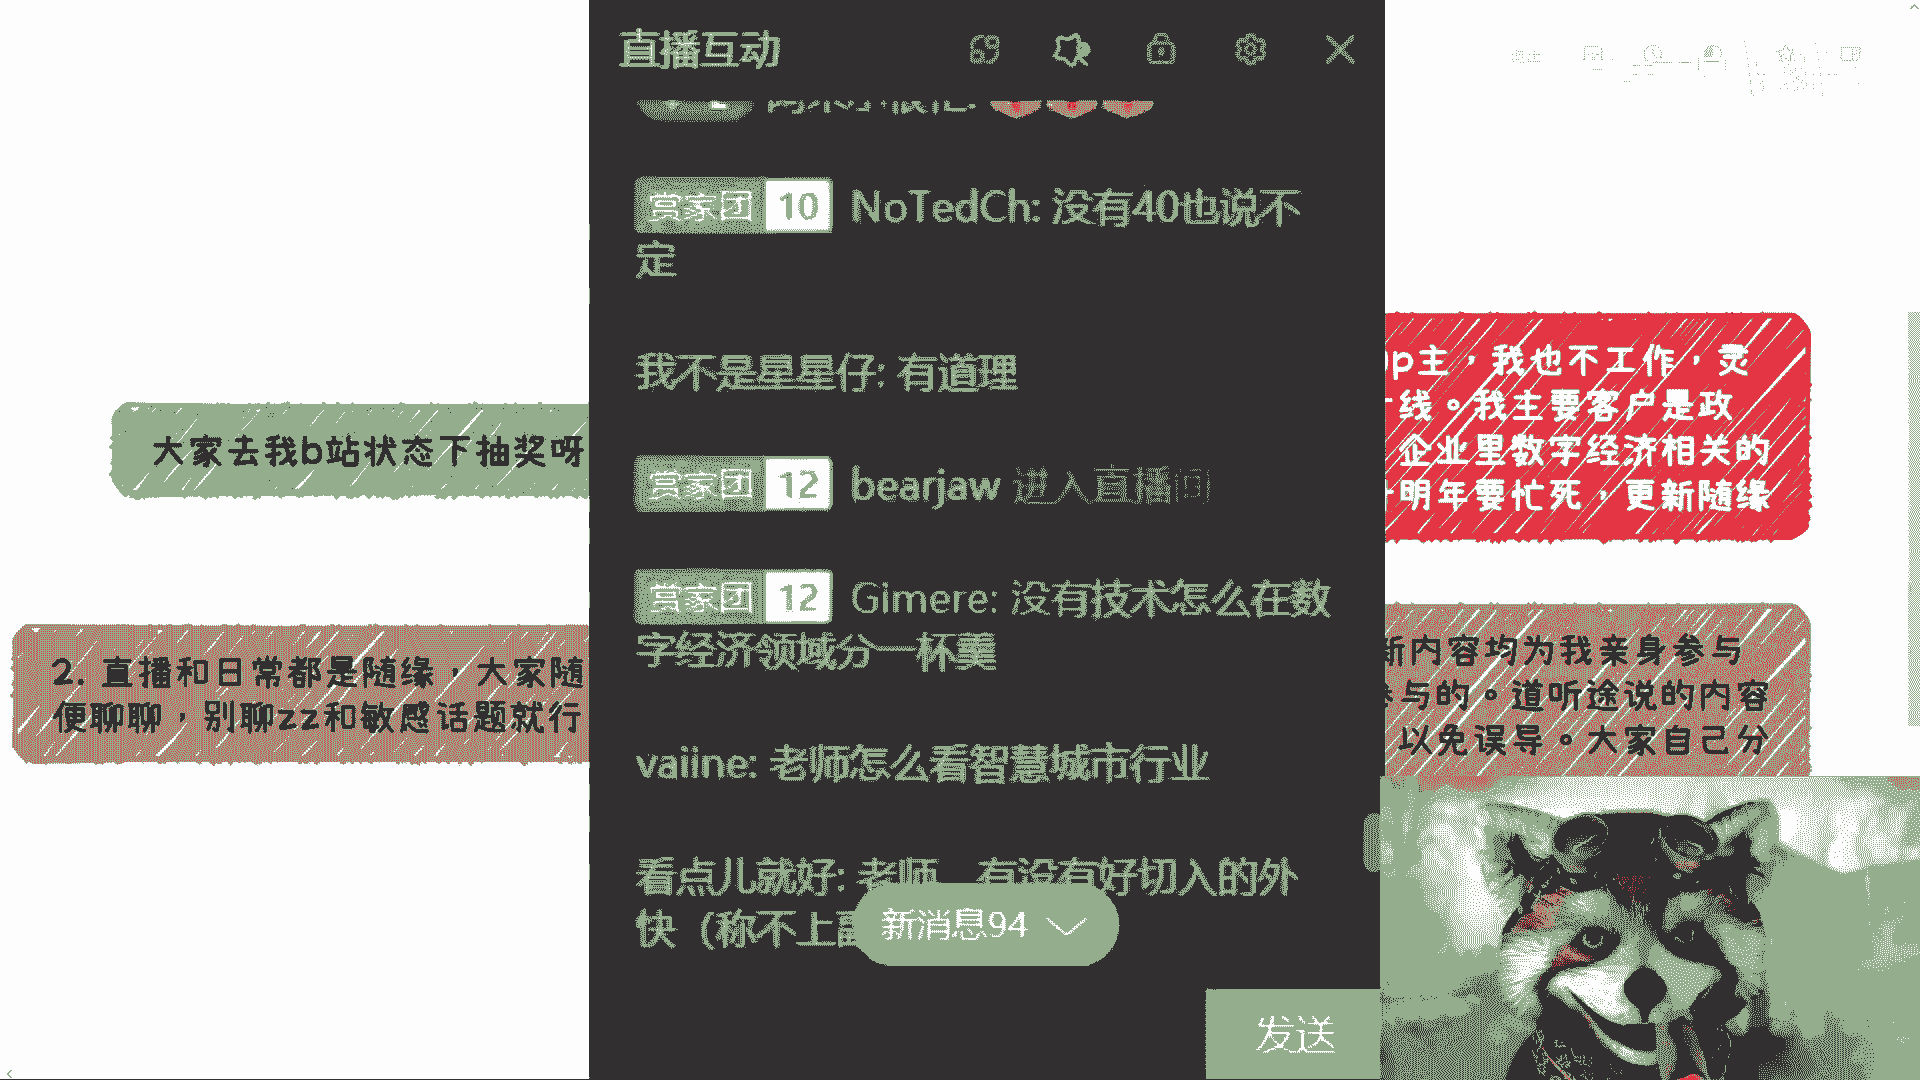 直播互动
赏家团 10 NoTedCh: 没有40也说不
定
我不是星星仔: 有道理
赏家团 12 bearjaw 进入直播间
赏家团 12 Gimere: 没有技术怎么在数
字经济领域分一杯羹
vaiine: 老师怎么看智慧城市行业
看点儿就好: 老师 有没有好切入的外
快（称不上
新消息94
发送
大家去我b站状态下抽奖呀
2. 直播和日常都是随缘，大家随
便聊聊，别聊zz和敏感话题就行
p主，我也不工作，灵
线。我主要客户是政
企业里数字经济相关的
明年要忙死，更新随缘
新内容均为我亲身参与
参与的。道听途说的内容
以免误导。大家自己分